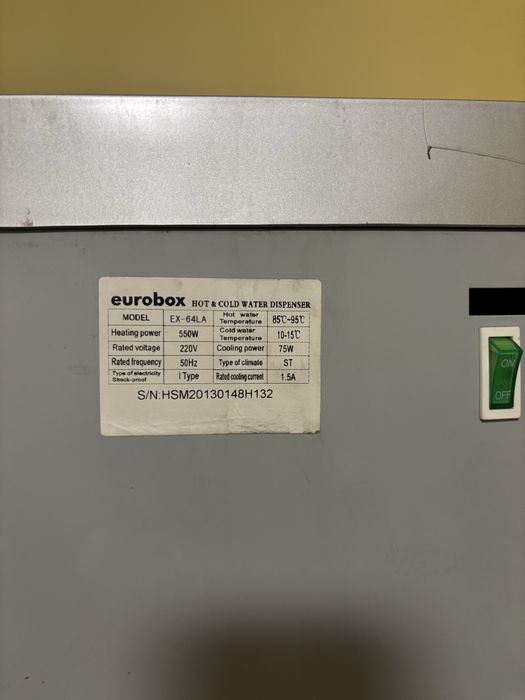 eurobox HOT & COLD WATER DISPENSER
MODEL EX-64LA Hot water Temperature 85℃~95℃
Heating power 550W Cold water Temperature 10-15℃
Rated voltage 220V Cooling power 75W
Rated frequency 50Hz Type of climate ST
Type of electricity Shock-proof I Type Rated cooling current 1.5A
S/N:HSM20130148H132
ON
OFF